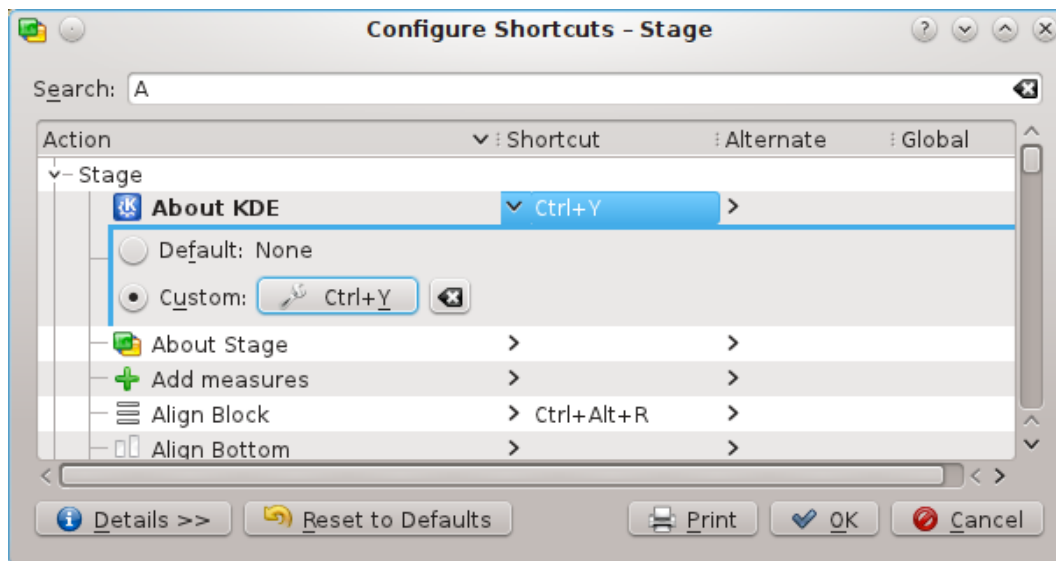 Configure Shortcuts – Stage
Search: A
Action Shortcut Alternate Global
Stage
About KDE Ctrl+Y
Default: None
Custom: Ctrl+Y
About Stage
Add measures
Align Block Ctrl+Alt+R
Align Bottom
Details >> Reset to Defaults Print OK Cancel